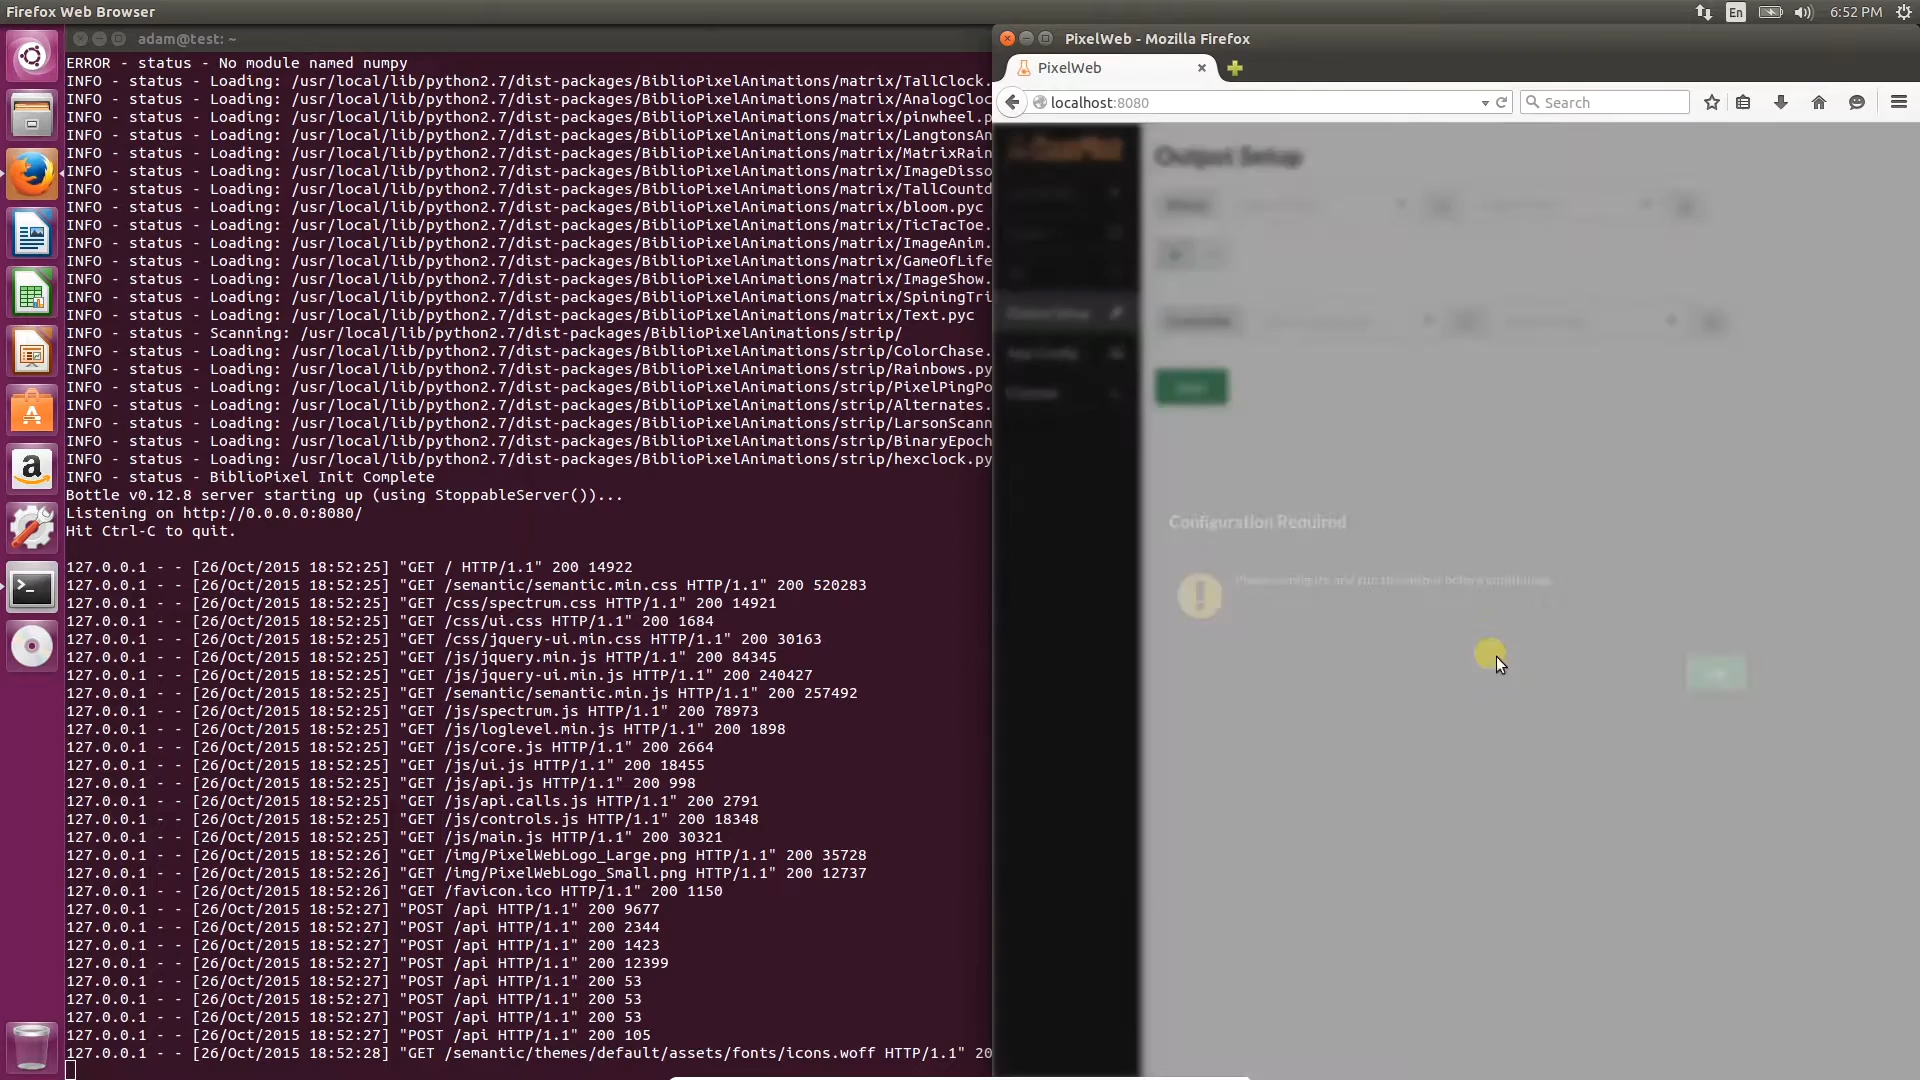 Firefox Web Browser
En
6:52 PM
adam@test: ~
ERROR - status - No module named numpy
INFO - status - Loading: /usr/local/lib/python2.7/dist-packages/BiblioPixelAnimations/matrix/TallClock.
INFO - status - Loading: /usr/local/lib/python2.7/dist-packages/BiblioPixelAnimations/matrix/AnalogCloc
INFO - status - Loading: /usr/local/lib/python2.7/dist-packages/BiblioPixelAnimations/matrix/pinwheel.p
INFO - status - Loading: /usr/local/lib/python2.7/dist-packages/BiblioPixelAnimations/matrix/LangtonsAn
INFO - status - Loading: /usr/local/lib/python2.7/dist-packages/BiblioPixelAnimations/matrix/MatrixRain
INFO - status - Loading: /usr/local/lib/python2.7/dist-packages/BiblioPixelAnimations/matrix/ImageDisso
INFO - status - Loading: /usr/local/lib/python2.7/dist-packages/BiblioPixelAnimations/matrix/TallCountd
INFO - status - Loading: /usr/local/lib/python2.7/dist-packages/BiblioPixelAnimations/matrix/bloom.pyc
INFO - status - Loading: /usr/local/lib/python2.7/dist-packages/BiblioPixelAnimations/matrix/TicTacToe.
INFO - status - Loading: /usr/local/lib/python2.7/dist-packages/BiblioPixelAnimations/matrix/ImageAnim.
INFO - status - Loading: /usr/local/lib/python2.7/dist-packages/BiblioPixelAnimations/matrix/GameOfLife
INFO - status - Loading: /usr/local/lib/python2.7/dist-packages/BiblioPixelAnimations/matrix/ImageShow.
INFO - status - Loading: /usr/local/lib/python2.7/dist-packages/BiblioPixelAnimations/matrix/SpiningTri
INFO - status - Loading: /usr/local/lib/python2.7/dist-packages/BiblioPixelAnimations/matrix/Text.pyc
INFO - status - Scanning: /usr/local/lib/python2.7/dist-packages/BiblioPixelAnimations/strip/
INFO - status - Loading: /usr/local/lib/python2.7/dist-packages/BiblioPixelAnimations/strip/ColorChase.
INFO - status - Loading: /usr/local/lib/python2.7/dist-packages/BiblioPixelAnimations/strip/Rainbows.py
INFO - status - Loading: /usr/local/lib/python2.7/dist-packages/BiblioPixelAnimations/strip/PixelPingPo
INFO - status - Loading: /usr/local/lib/python2.7/dist-packages/BiblioPixelAnimations/strip/Alternates.
INFO - status - Loading: /usr/local/lib/python2.7/dist-packages/BiblioPixelAnimations/strip/LarsonScann
INFO - status - Loading: /usr/local/lib/python2.7/dist-packages/BiblioPixelAnimations/strip/BinaryEpoch
INFO - status - Loading: /usr/local/lib/python2.7/dist-packages/BiblioPixelAnimations/strip/hexclock.py
INFO - status - BiblioPixel Init Complete
Bottle v0.12.8 server starting up (using StoppableServer())...
Listening on http://0.0.0.0:8080/
Hit Ctrl-C to quit.
127.0.0.1 - - [26/Oct/2015 18:52:25] "GET / HTTP/1.1" 200 14922
127.0.0.1 - - [26/Oct/2015 18:52:25] "GET /semantic/semantic.min.css HTTP/1.1" 200 520283
127.0.0.1 - - [26/Oct/2015 18:52:25] "GET /css/spectrum.css HTTP/1.1" 200 14921
127.0.0.1 - - [26/Oct/2015 18:52:25] "GET /css/ui.css HTTP/1.1" 200 1684
127.0.0.1 - - [26/Oct/2015 18:52:25] "GET /css/jquery-ui.min.css HTTP/1.1" 200 30163
127.0.0.1 - - [26/Oct/2015 18:52:25] "GET /js/jquery.min.js HTTP/1.1" 200 84345
127.0.0.1 - - [26/Oct/2015 18:52:25] "GET /js/jquery-ui.min.js HTTP/1.1" 200 240427
127.0.0.1 - - [26/Oct/2015 18:52:25] "GET /semantic/semantic.min.js HTTP/1.1" 200 257492
127.0.0.1 - - [26/Oct/2015 18:52:25] "GET /js/spectrum.js HTTP/1.1" 200 78973
127.0.0.1 - - [26/Oct/2015 18:52:25] "GET /js/loglevel.min.js HTTP/1.1" 200 1898
127.0.0.1 - - [26/Oct/2015 18:52:25] "GET /js/core.js HTTP/1.1" 200 2664
127.0.0.1 - - [26/Oct/2015 18:52:25] "GET /js/ui.js HTTP/1.1" 200 18455
127.0.0.1 - - [26/Oct/2015 18:52:25] "GET /js/api.js HTTP/1.1" 200 998
127.0.0.1 - - [26/Oct/2015 18:52:25] "GET /js/api.calls.js HTTP/1.1" 200 2791
127.0.0.1 - - [26/Oct/2015 18:52:25] "GET /js/controls.js HTTP/1.1" 200 18348
127.0.0.1 - - [26/Oct/2015 18:52:25] "GET /js/main.js HTTP/1.1" 200 30321
127.0.0.1 - - [26/Oct/2015 18:52:26] "GET /img/PixelWebLogo_Large.png HTTP/1.1" 200 35728
127.0.0.1 - - [26/Oct/2015 18:52:26] "GET /img/PixelWebLogo_Small.png HTTP/1.1" 200 12737
127.0.0.1 - - [26/Oct/2015 18:52:26] "GET /favicon.ico HTTP/1.1" 200 1150
127.0.0.1 - - [26/Oct/2015 18:52:27] "POST /api HTTP/1.1" 200 9677
127.0.0.1 - - [26/Oct/2015 18:52:27] "POST /api HTTP/1.1" 200 2344
127.0.0.1 - - [26/Oct/2015 18:52:27] "POST /api HTTP/1.1" 200 1423
127.0.0.1 - - [26/Oct/2015 18:52:27] "POST /api HTTP/1.1" 200 12399
127.0.0.1 - - [26/Oct/2015 18:52:27] "POST /api HTTP/1.1" 200 53
127.0.0.1 - - [26/Oct/2015 18:52:27] "POST /api HTTP/1.1" 200 53
127.0.0.1 - - [26/Oct/2015 18:52:27] "POST /api HTTP/1.1" 200 53
127.0.0.1 - - [26/Oct/2015 18:52:27] "POST /api HTTP/1.1" 200 105
127.0.0.1 - - [26/Oct/2015 18:52:28] "GET /semantic/themes/default/assets/fonts/icons.woff HTTP/1.1" 20
PixelWeb - Mozilla Firefox
PixelWeb
localhost:8080
Search
Output Setup
Output Setup
App Config
Configuration Required